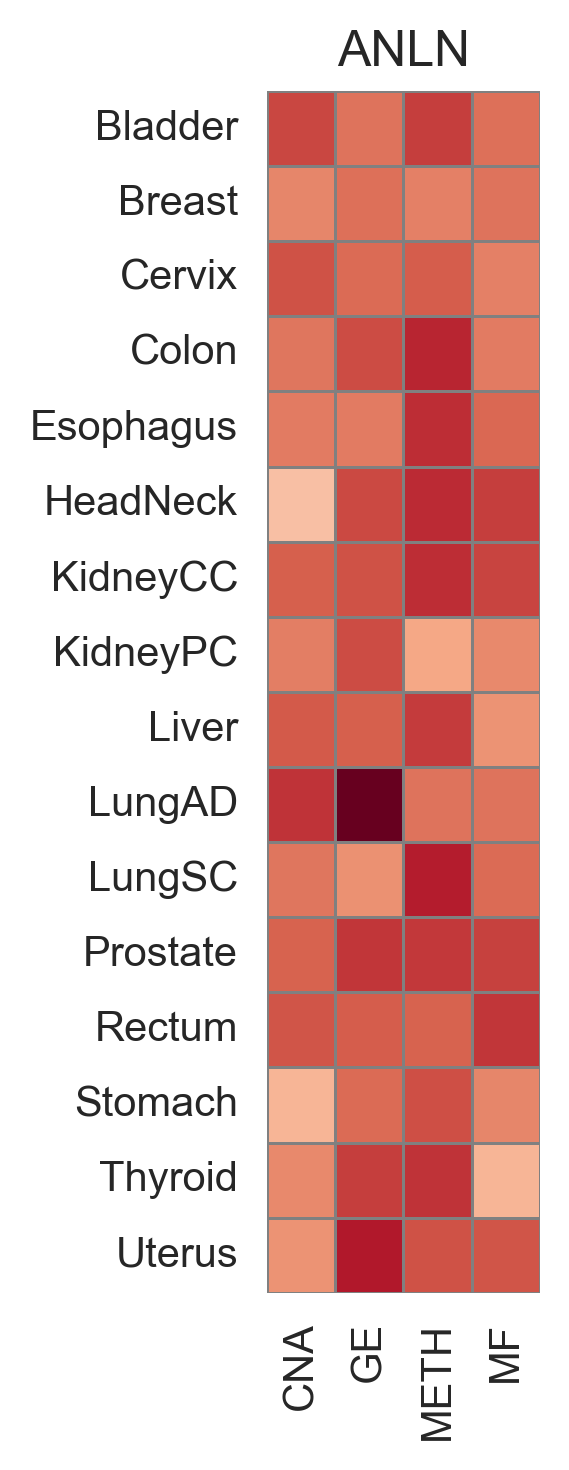 ANLN
Bladder
Breast
Cervix
Colon
Esophagus
HeadNeck
KidneyCC
KidneyPC
Liver
LungAD
LungSC
Prostate
Rectum
Stomach
Thyroid
Uterus
CNA
GE
METH
MF